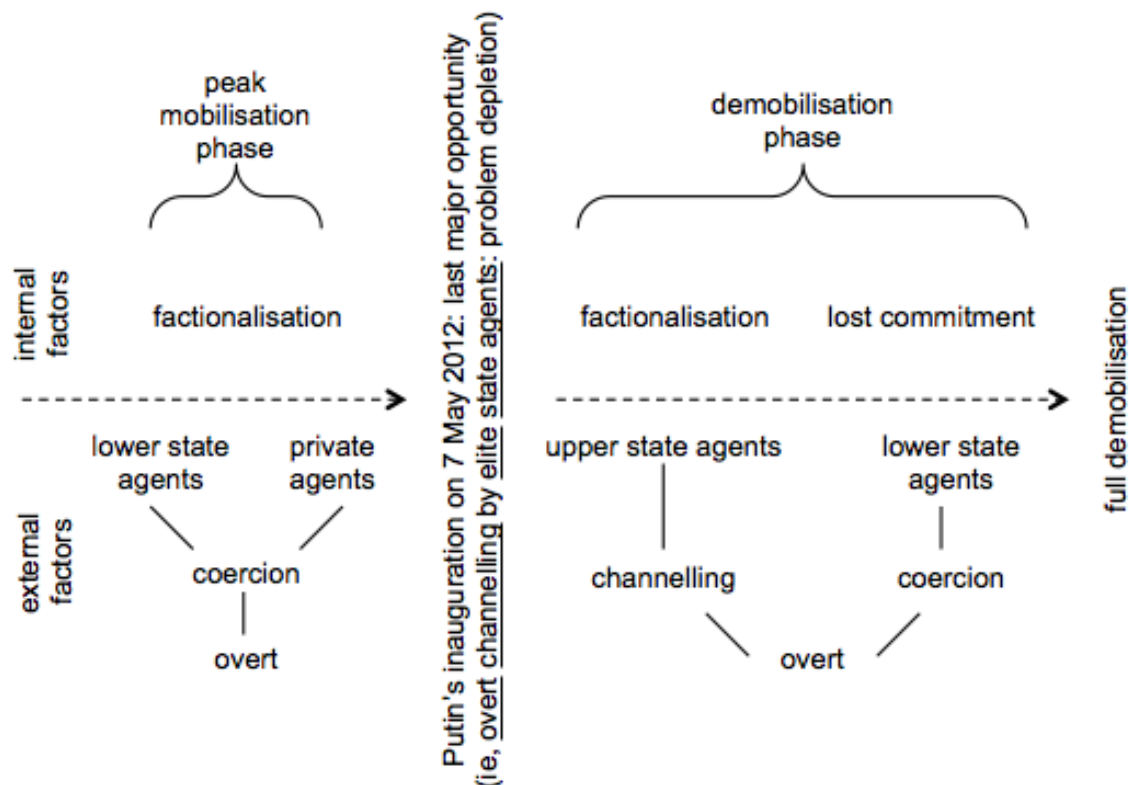 peak
mobilisation
phase
internal
factors
factionalisation
lower state
agents
private
agents
external
factors
coercion
overt
Putin's inauguration on 7 May 2012: last major opportunity
(ie, overt channelling by elite state agents: problem depletion)
demobilisation
phase
factionalisation
lost commitment
upper state agents
lower state
agents
channelling
coercion
overt
full demobilisation